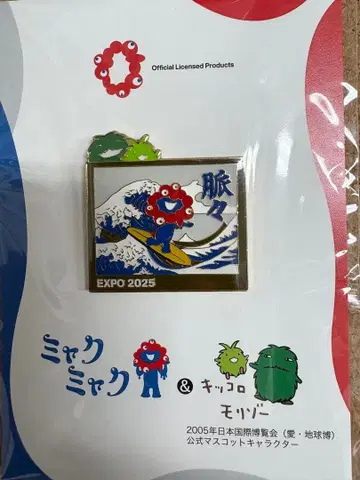 Official Licensed Products
脈々
EXPO 2025
ミャク
ミャク
&
キッコロ
モリゾー
2005年日本国際博覧会(愛・地球博)
公式マスコットキャラクター